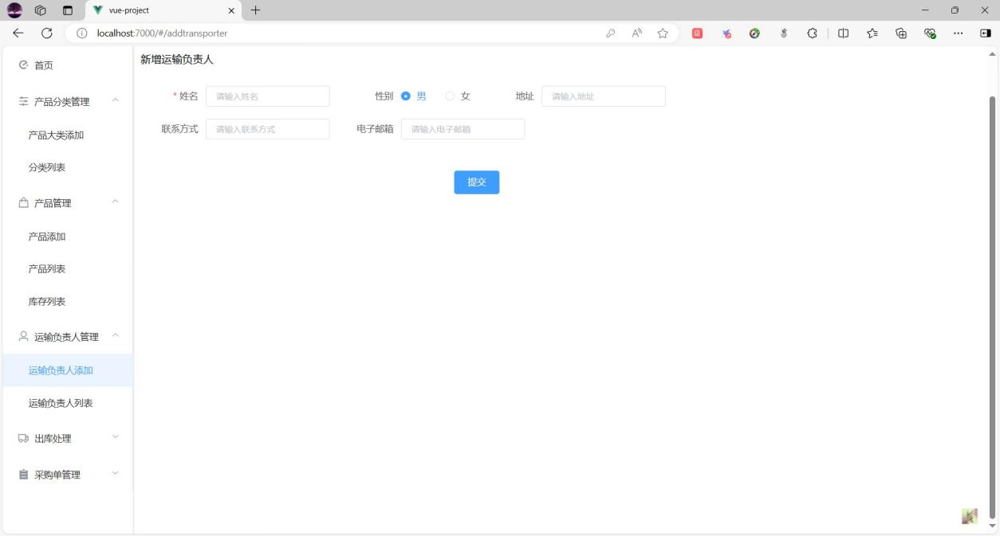 vue-project
localhost:7000/#/addtransporter
首页
产品分类管理
产品大类添加
分类列表
产品管理
产品添加
产品列表
库存列表
运输负责人管理
运输负责人添加
运输负责人列表
出库处理
采购单管理
新增运输负责人
* 姓名 请输入姓名 性别 男 女 地址 请输入地址
联系方式 请输入联系方式 电子邮箱 请输入电子邮箱
提交